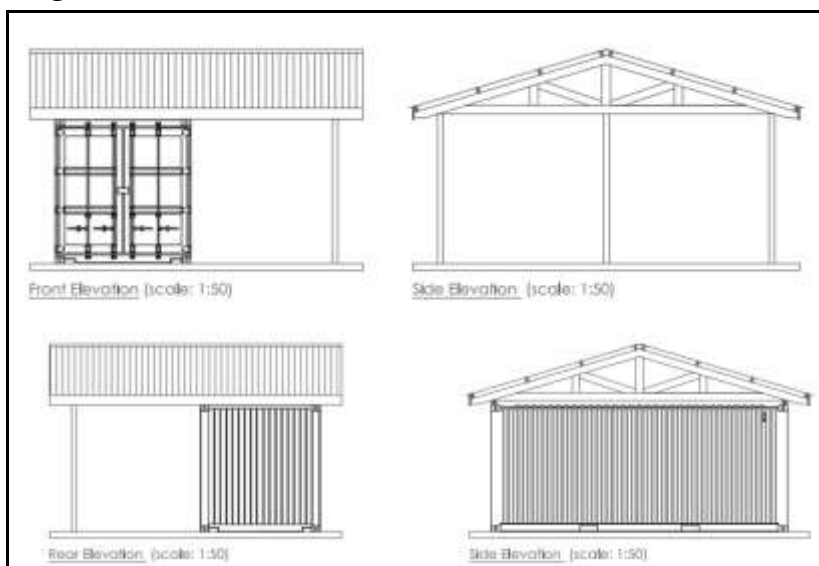 Front Elevation (scale: 1:50)
Side Elevation (scale: 1:50)
Rear Elevation (scale: 1:50)
Side Elevation (scale: 1:50)